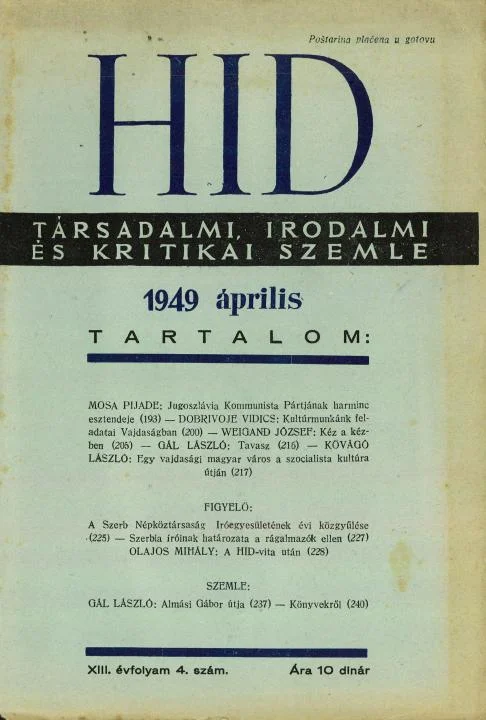 Poštarina plaćena u gotovu
HID
TÁRSADALMI, IRODALMI
ÉS KRITIKAI SZEMLE
1949 április
TARTALOM:
MOSA PIJADE: Jugoszlávia Kommunista Pártjának harminc
esztendeje (193) — DOBRIVOJE VIDICS: Kultúrmunkánk fel-
adatai Vajdaságban (200) — WEIGAND JÓZSEF: Kéz a kéz-
ben (205) — GÁL LÁSZLÓ: Tavasz (216) — KŐVÁGÓ
LÁSZLÓ: Egy vajdasági magyar város a szocialista kultúra
útján (217)
FIGYELŐ:
A Szerb Népköztársaság Iróegyesületének évi közgyűlése
(225) — Szerbia íróinak határozata a rágalmazók ellen (227)
OLAJOS MIHÁLY: A HID-vita után (228)
SZEMLE:
GÁL LÁSZLÓ: Almási Gábor útja (237) — Könyvekről (240)
XIII. évfolyam 4. szám. Ára 10 dinár